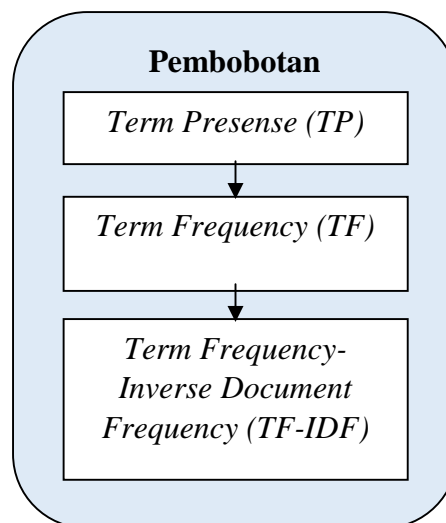 Pembobotan
Term Presense (TP)
Term Frequency (TF)
Term Frequency-
Inverse Document
Frequency (TF-IDF)